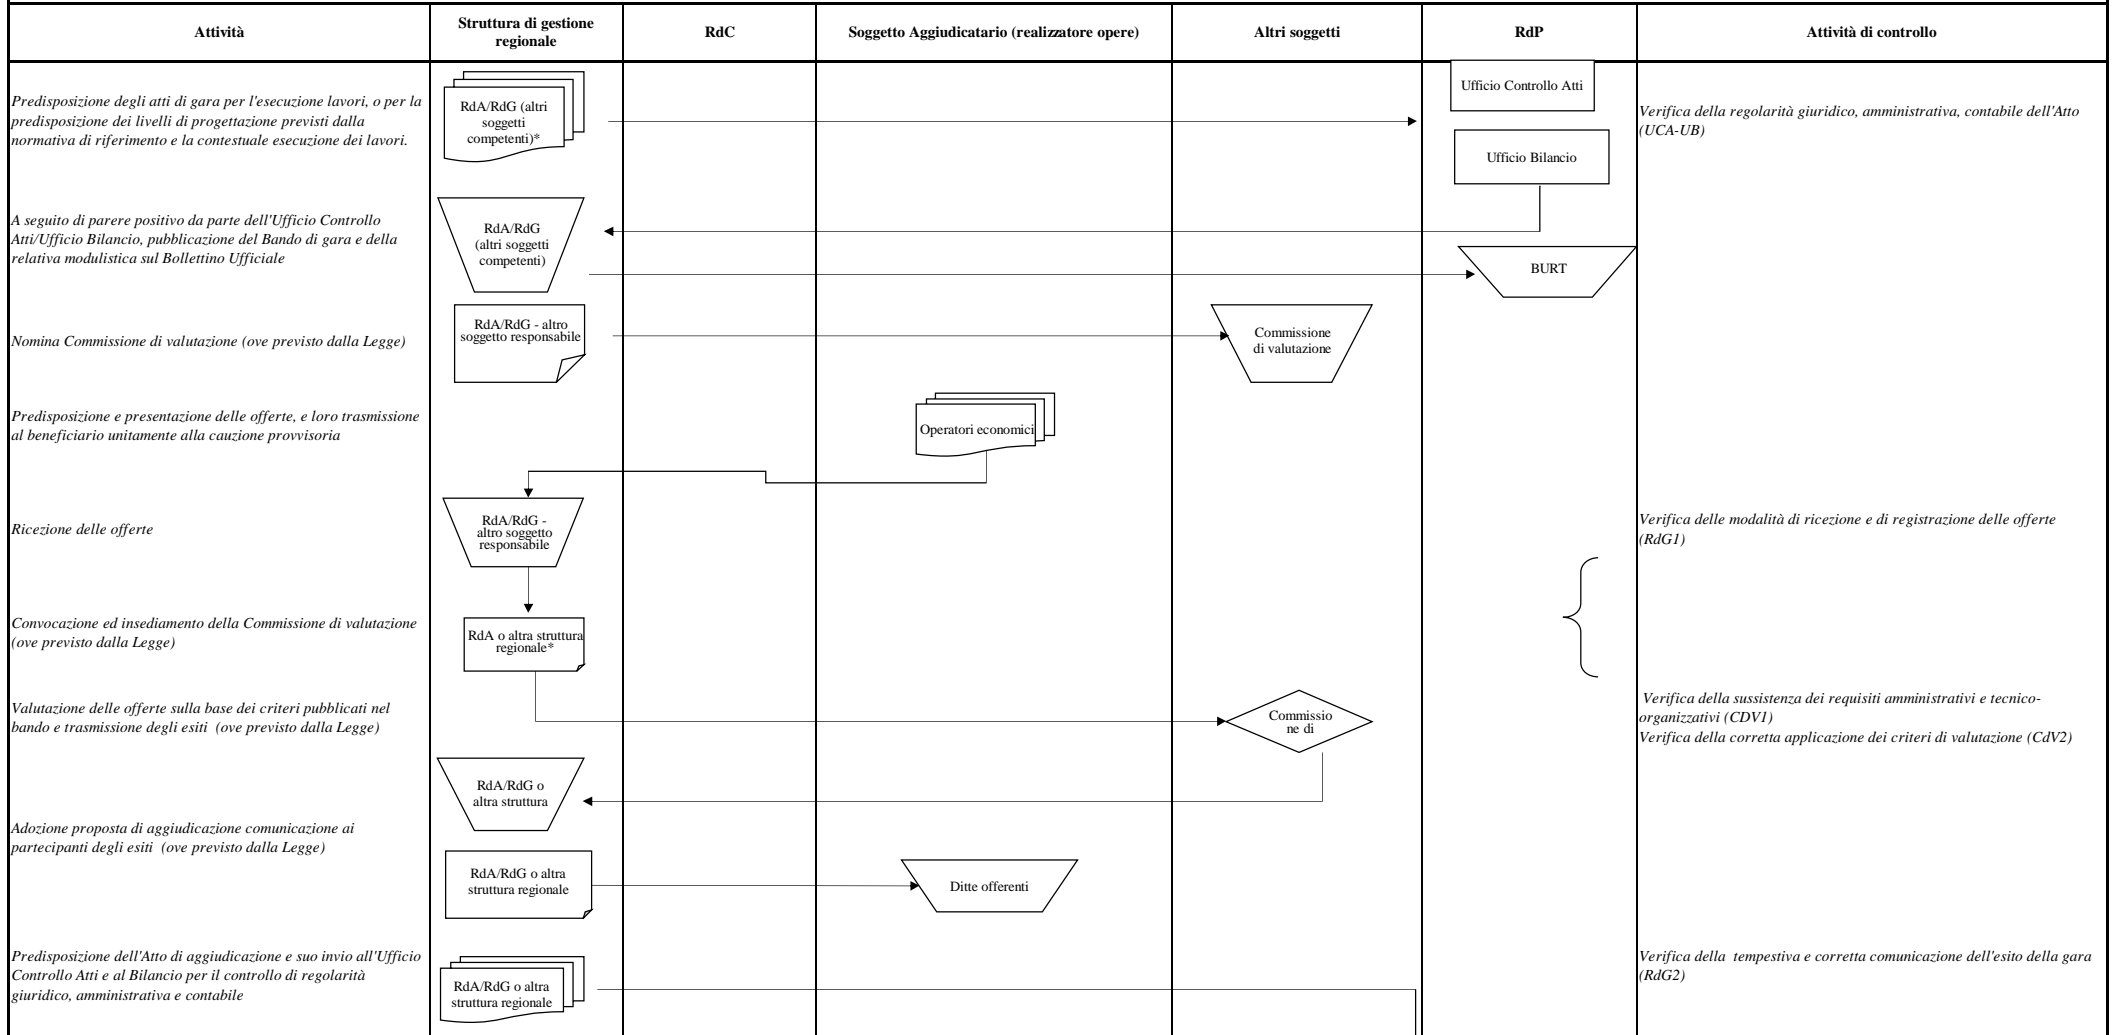 Attività
Struttura di gestione
regionale
RdC
Soggetto Aggiudicatario (realizzatore opere)
Altri soggetti
RdP
Attività di controllo
Predisposizione degli atti di gara per l'esecuzione lavori, o per la
predisposizione dei livelli di progettazione previsti dalla
normativa di riferimento e la contestuale esecuzione dei lavori.
RdA/RdG (altri
soggetti
competenti)*
Ufficio Controllo Atti
Ufficio Bilancio
Verifica della regolarità giuridico, amministrativa, contabile dell'Atto
(UCA-UB)
A seguito di parere positivo da parte dell'Ufficio Controllo
Atti/Ufficio Bilancio, pubblicazione del Bando di gara e della
relativa modulistica sul Bollettino Ufficiale
RdA/RdG
(altri soggetti
competenti)
BURT
Nomina Commissione di valutazione (ove previsto dalla Legge)
RdA/RdG - altro
soggetto responsabile
Commissione
di valutazione
Predisposizione e presentazione delle offerte, e loro trasmissione
al beneficiario unitamente alla cauzione provvisoria
Operatori economici
Ricezione delle offerte
RdA/RdG -
altro soggetto
responsabile
Verifica delle modalità di ricezione e di registrazione delle offerte
(RdG1)
Convocazione ed insediamento della Commissione di valutazione
(ove previsto dalla Legge)
RdA o altra struttura
regionale*
Valutazione delle offerte sulla base dei criteri pubblicati nel
bando e trasmissione degli esiti  (ove previsto dalla Legge)
Commissio
ne di
Verifica della sussistenza dei requisiti amministrativi e tecnico-
organizzativi (CDV1)
Verifica della corretta applicazione dei criteri di valutazione (CdV2)
RdA/RdG o
altra struttura
Adozione proposta di aggiudicazione comunicazione ai
partecipanti degli esiti  (ove previsto dalla Legge)
RdA/RdG o altra
struttura regionale
Ditte offerenti
Predisposizione dell'Atto di aggiudicazione e suo invio all'Ufficio
Controllo Atti e al Bilancio per il controllo di regolarità
giuridico, amministrativa e contabile
RdA/RdG o altra
struttura regionale
Verifica della  tempestiva e corretta comunicazione dell'esito della gara
(RdG2)